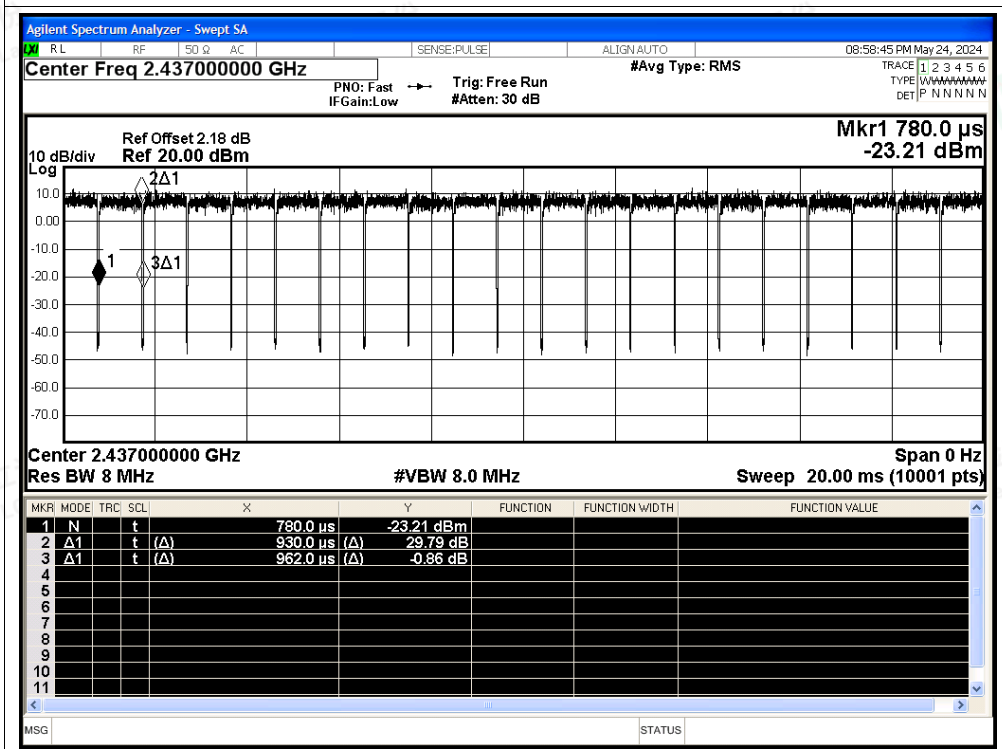 Agilent Spectrum Analyzer - Swept SA
LXI RL RF 50 Ω AC SENSE:PULSE ALIGN AUTO 08:58:45 PM May 24, 2024
Center Freq 2.437000000 GHz #Avg Type: RMS TRACE 1 2 3 4 5 6
PNO: Fast Trig: Free Run TYPE WWWWWW
IFGain:Low #Atten: 30 dB DET P N N N N N
Mkr1 780.0 µs
Ref Offset 2.18 dB
10 dB/div Ref 20.00 dBm -23.21 dBm
Log
2Δ1
10.0
0.00
-10.0
1 3Δ1
-20.0
-30.0
-40.0
-50.0
-60.0
-70.0
Center 2.437000000 GHz Span 0 Hz
Res BW 8 MHz #VBW 8.0 MHz Sweep 20.00 ms (10001 pts)
MKR MODE TRC SCL X Y FUNCTION FUNCTION WIDTH FUNCTION VALUE
1 N t 780.0 µs -23.21 dBm
2 Δ1 t (Δ) 930.0 µs (Δ) 29.79 dB
3 Δ1 t (Δ) 962.0 µs (Δ) -0.86 dB
4
5
6
7
8
9
10
11
MSG STATUS